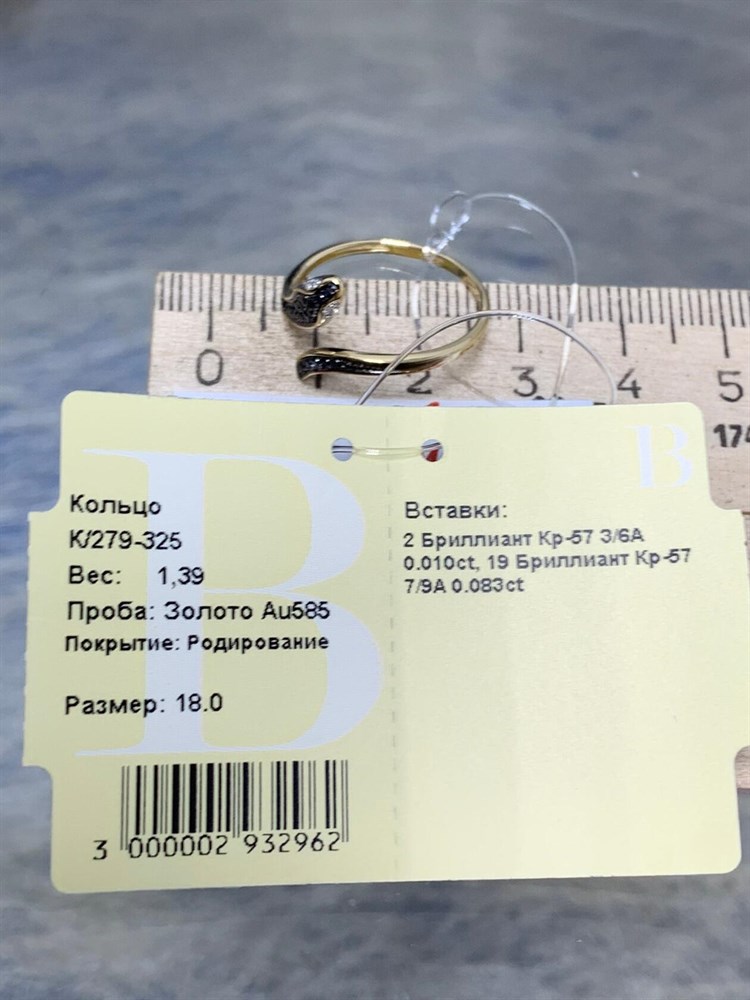 0 2 3 4 5
174
B
B
Кольцо
К/279-325
Вес: 1,39
Проба: Золото Au585
Покрытие: Родирование
Размер: 18.0
3 000002 932962
Вставки:
2 Бриллиант Кр-57 3/6А
0.010ct, 19 Бриллиант Кр-57
7/9А 0.083ct